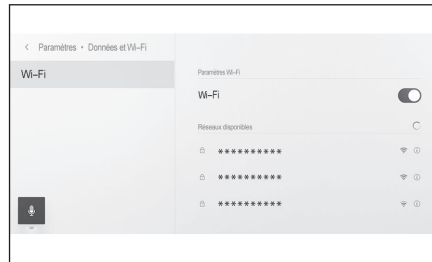 < Paramètres • Données et Wi-Fi
Wi-Fi
Paramètres Wi-Fi
Wi-Fi
Réseaux disponibles
**********
**********
**********